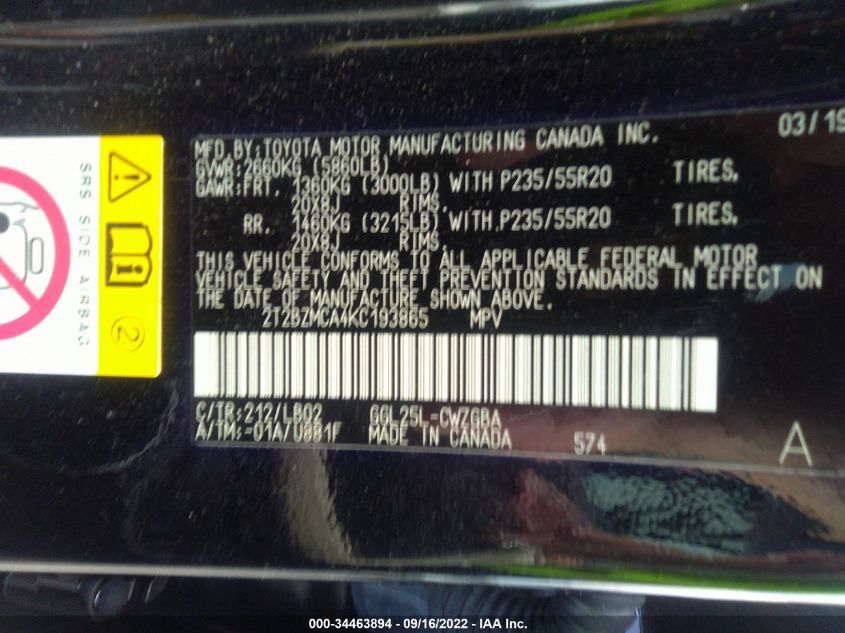 03/19
MFD.BY:TOYOTA MOTOR MANUFACTURING CANADA INC.
GVWR:2660KG (5860LB)
GAWR:FRT. 1360KG (3000LB) WITH P235/55R20 TIRES,
20X8J RIMS.
RR. 1460KG (3215LB) WITH P235/55R20 TIRES,
20X8J RIMS.
THIS VEHICLE CONFORMS TO ALL APPLICABLE FEDERAL MOTOR
VEHICLE SAFETY AND THEFT PREVENTION STANDARDS IN EFFECT ON
THE DATE OF MANUFACTURE SHOWN ABOVE.
2T2BZMCA4KC193865 MPV
C/TR:212/LB02 GGL25L-CWZGBA
A/TM:-01A/U881F MADE IN CANADA 574
A
SRS SIDE AIRBAG
2
000-34463894 - 09/16/2022 - IAA Inc.